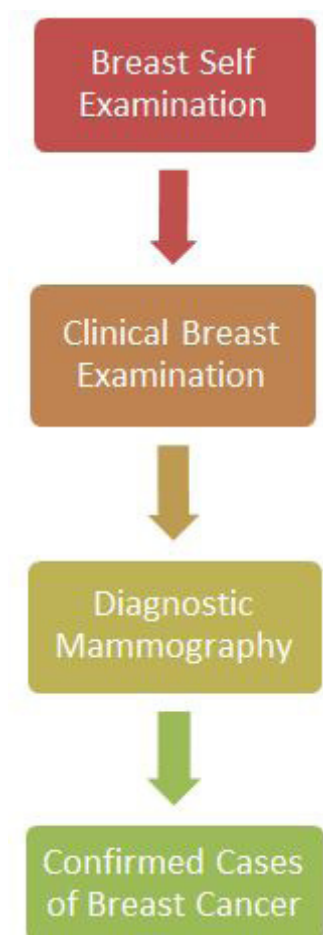 Breast Self
Examination
Clinical Breast
Examination
Diagnostic
Mammography
Confirmed Cases
of Breast Cancer